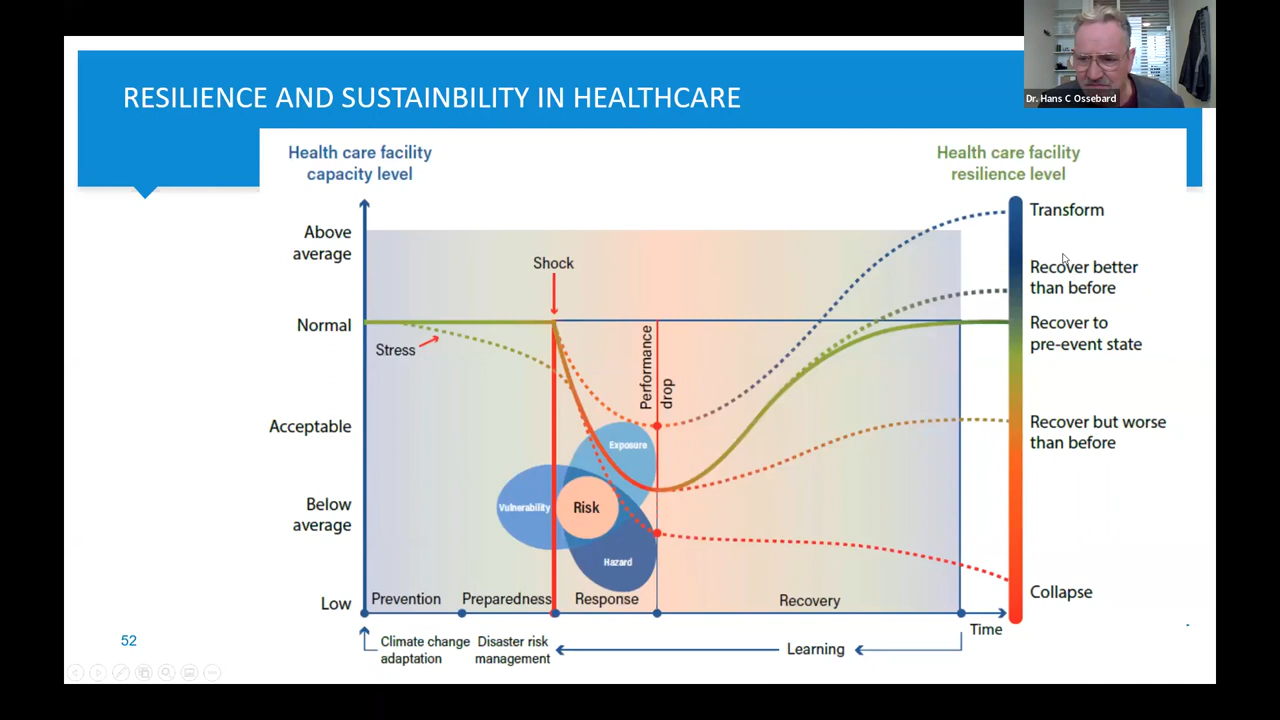 RESILIENCE AND SUSTAINBILITY IN HEALTHCARE
Dr. Hans C Ossebard
Health care facility
capacity level
Health care facility
resilience level
Above
average
Normal
Acceptable
Below
average
Low
Shock
Stress
Performance
drop
Exposure
Vulnerability
Risk
Hazard
Transform
Recover better
than before
Recover to
pre-event state
Recover but worse
than before
Collapse
Prevention
Preparedness
Response
Recovery
Time
Climate change
adaptation
Disaster risk
management
Learning
52